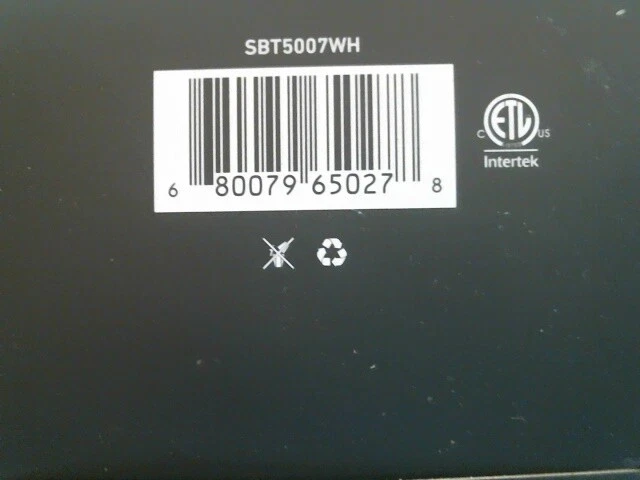 SBT5007WH
6 80079 65027 8
C ETL US
Intertek